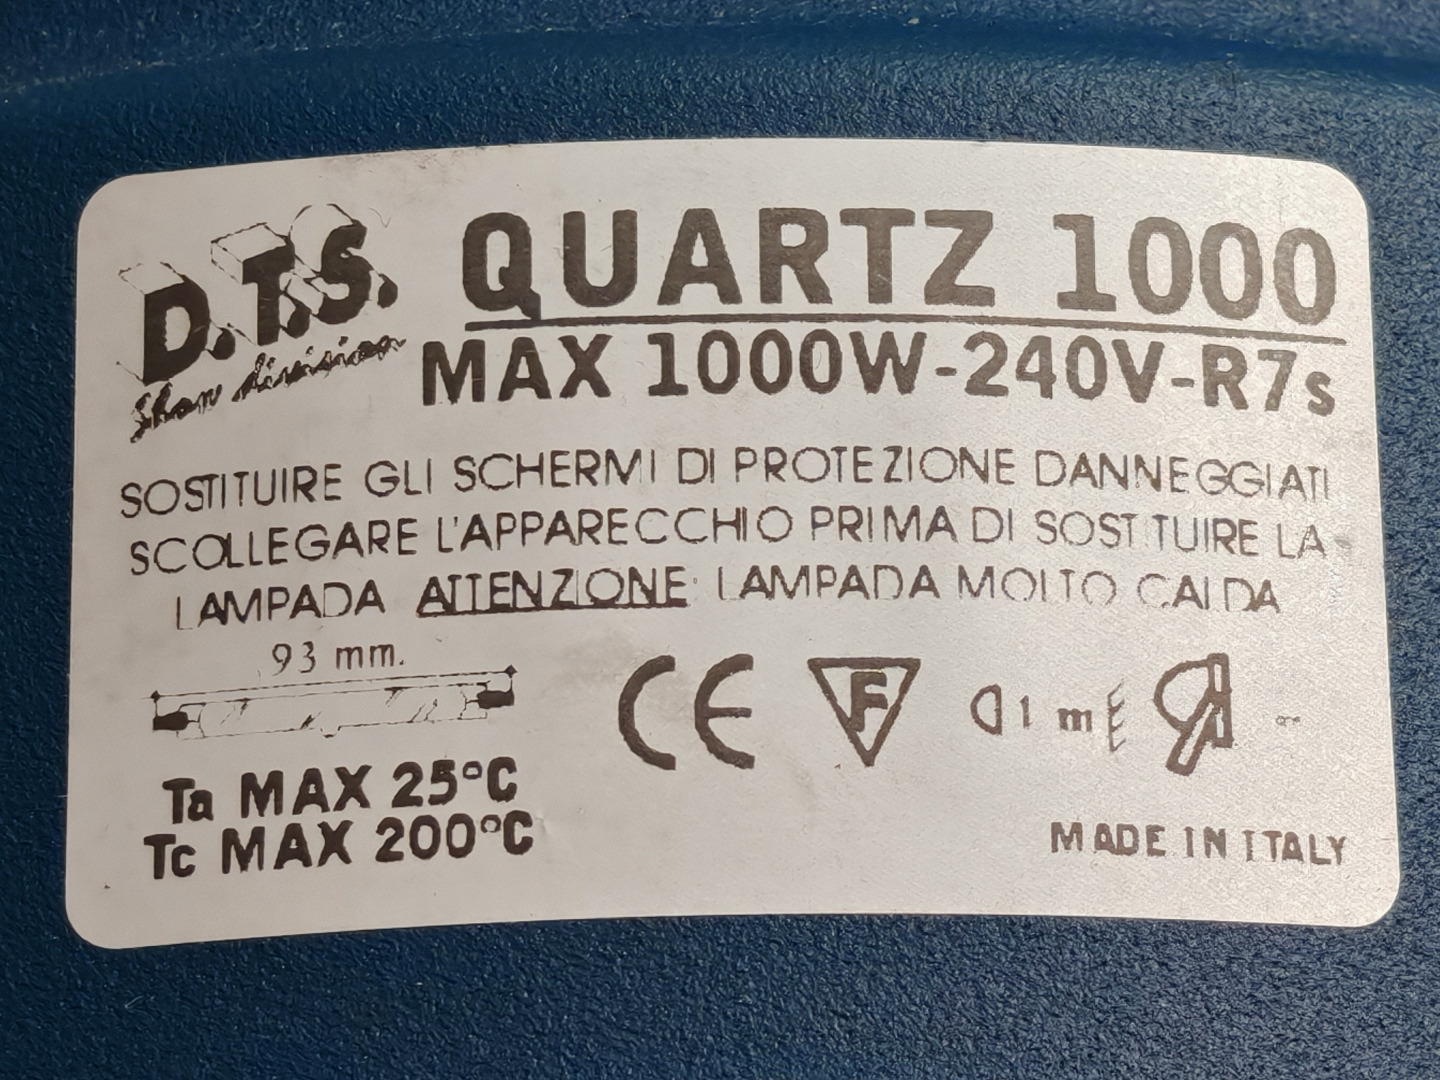 D.T.S.
Show division
QUARTZ 1000
MAX 1000W-240V-R7s
SOSTITUIRE GLI SCHERMI DI PROTEZIONE DANNEGGIATI
SCOLLEGARE L'APPARECCHIO PRIMA DI SOSTITUIRE LA
LAMPADA ATTENZIONE: LAMPADA MOLTO CALDA
93 mm.
CE F 1 m
Ta MAX 25°C
Tc MAX 200°C
MADE IN ITALY